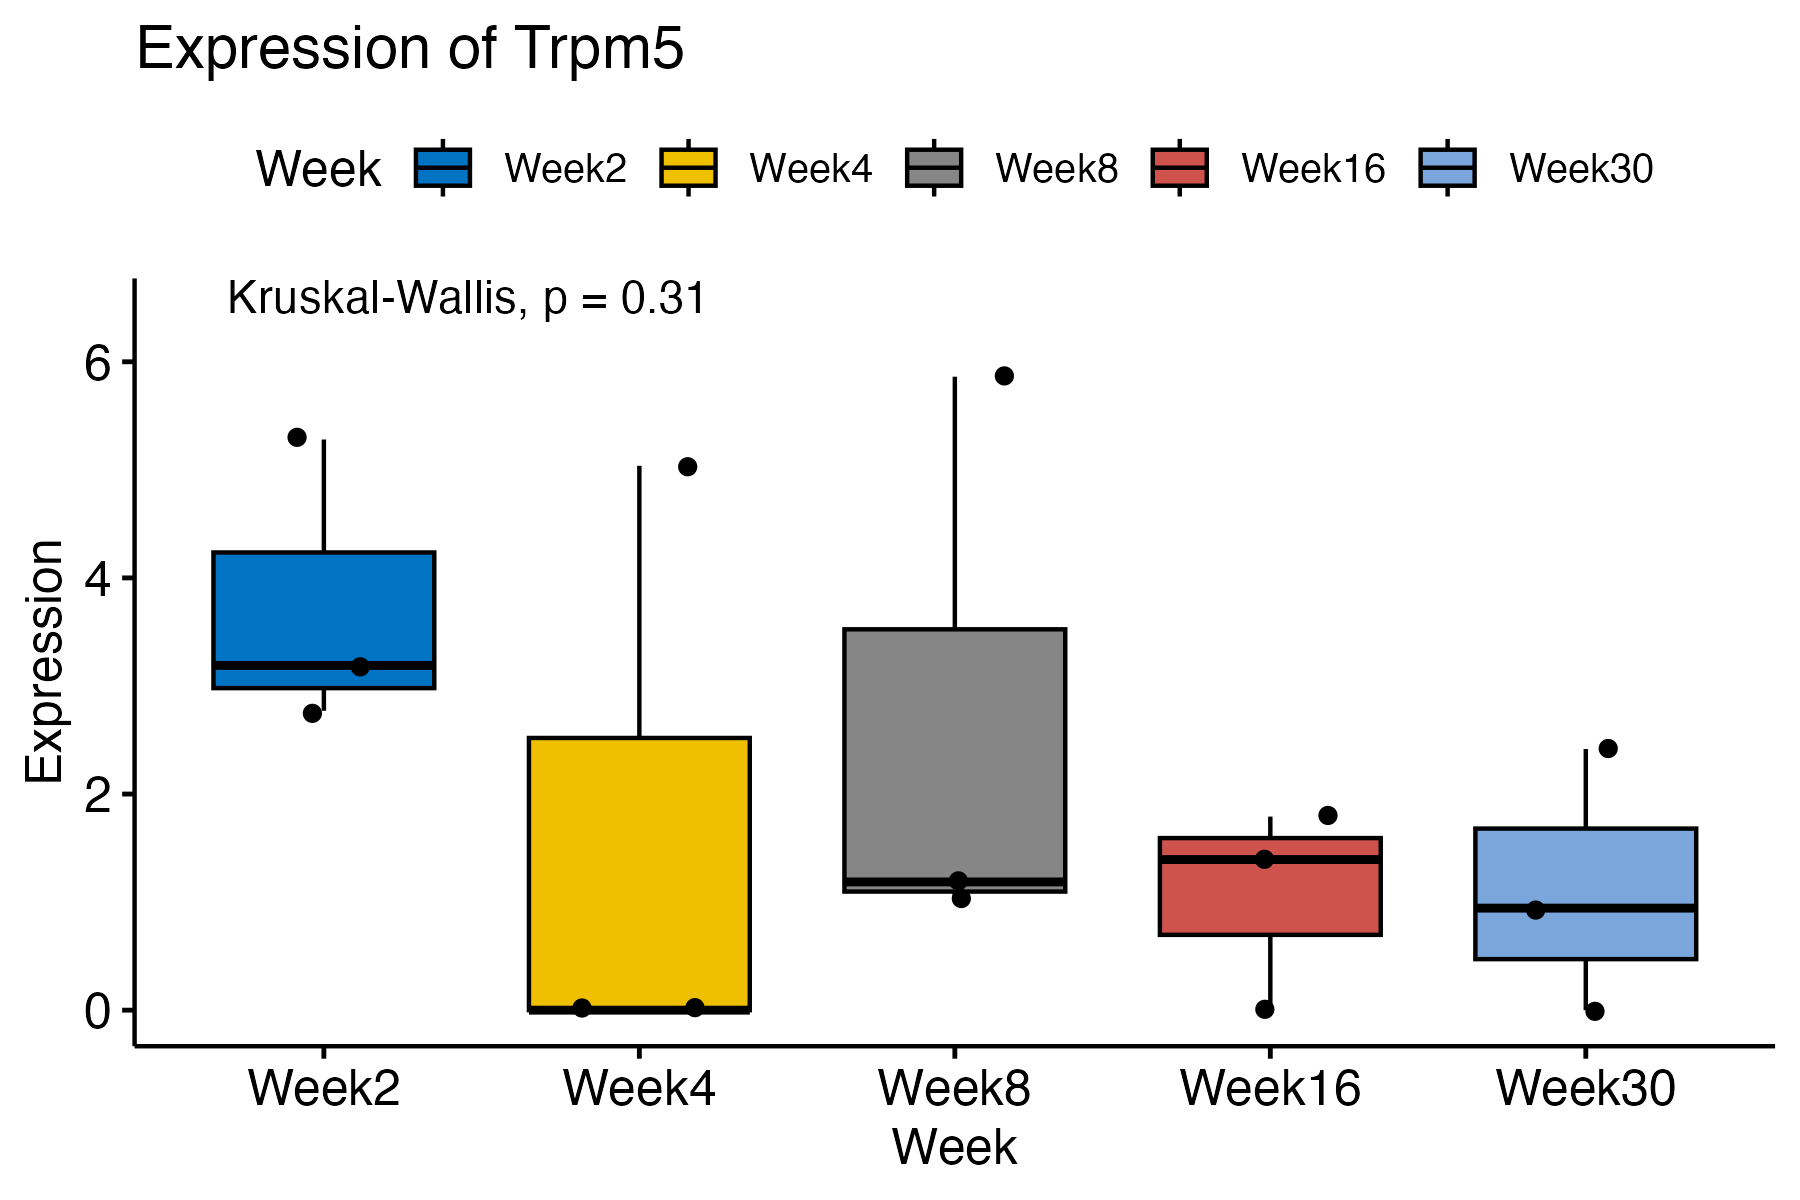 Expression of Trpm5
Week Week2 Week4 Week8 Week16 Week30
Kruskal-Wallis, p = 0.31
6
4
2
0
Expression
Week2 Week4 Week8 Week16 Week30
Week